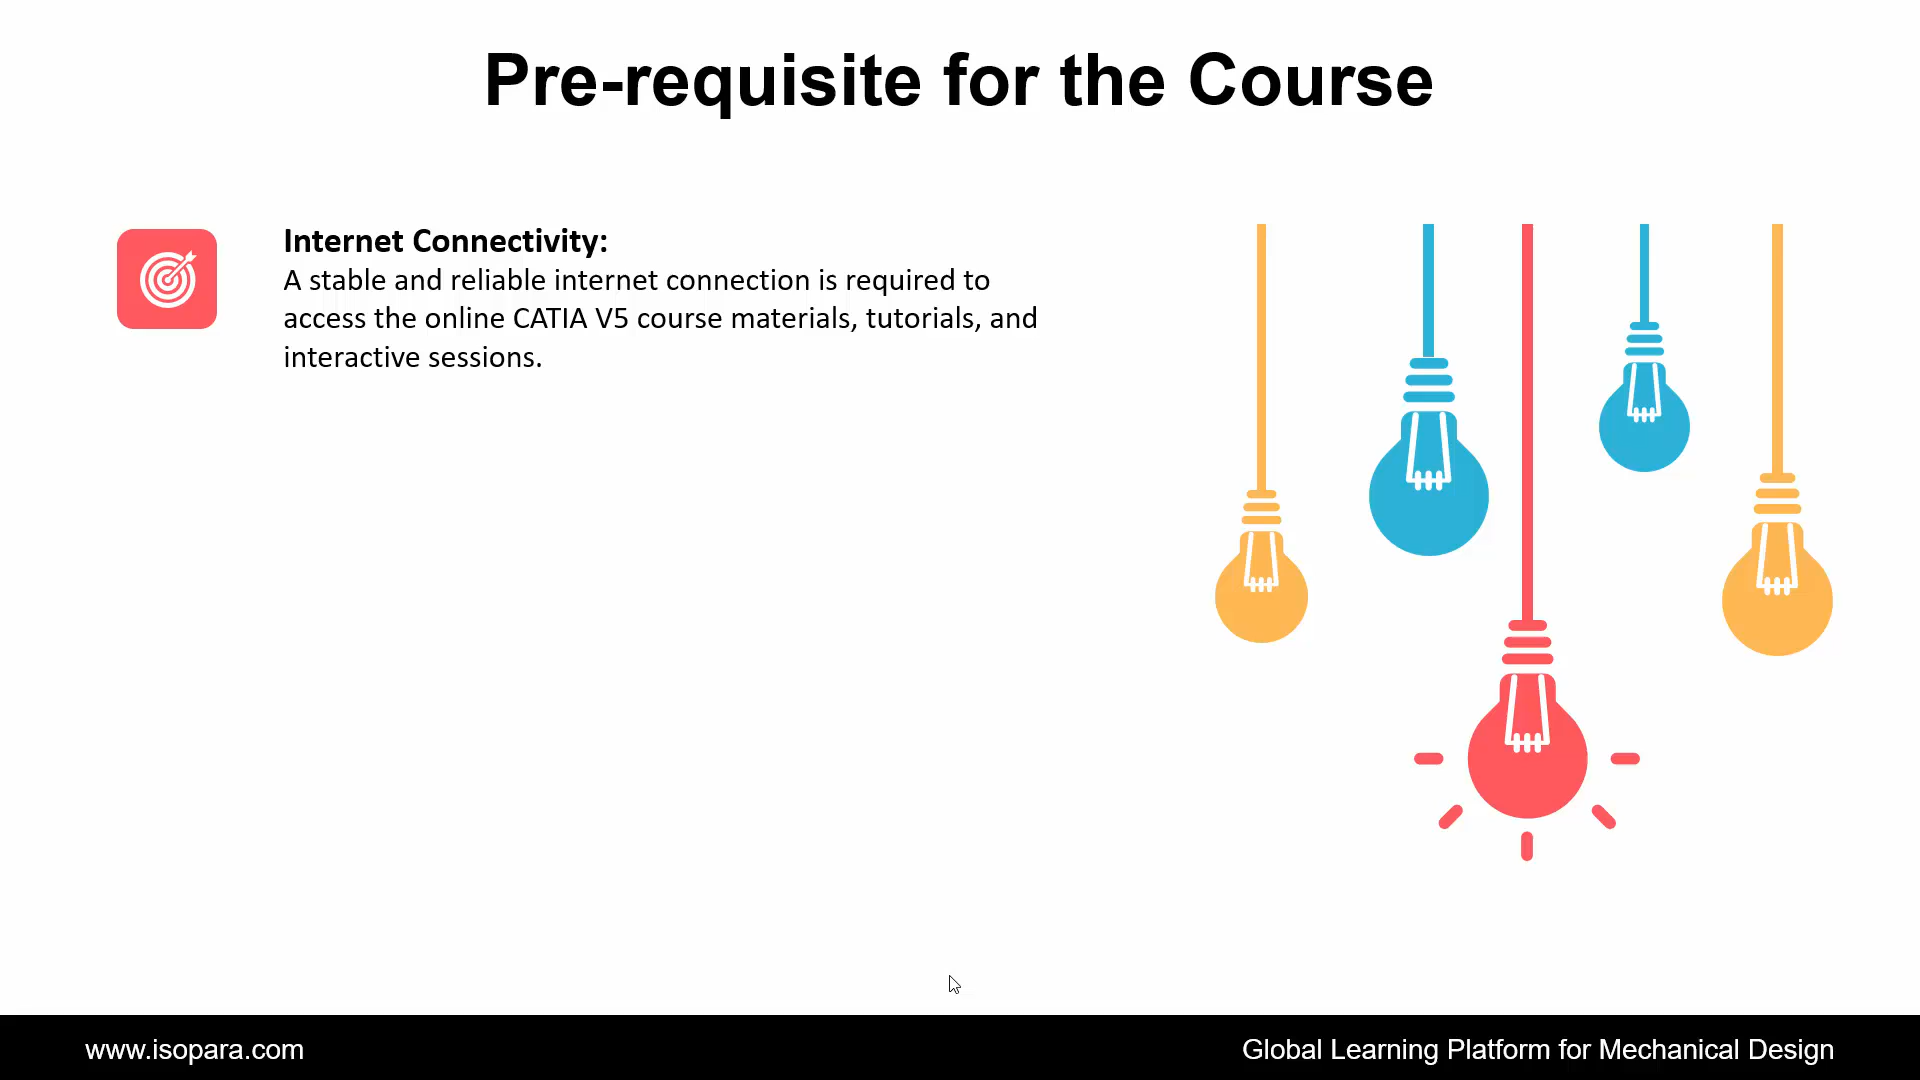 Pre-requisite for the Course
Internet Connectivity:
A stable and reliable internet connection is required to
access the online CATIA V5 course materials, tutorials, and
interactive sessions.
www.isopara.com
Global Learning Platform for Mechanical Design